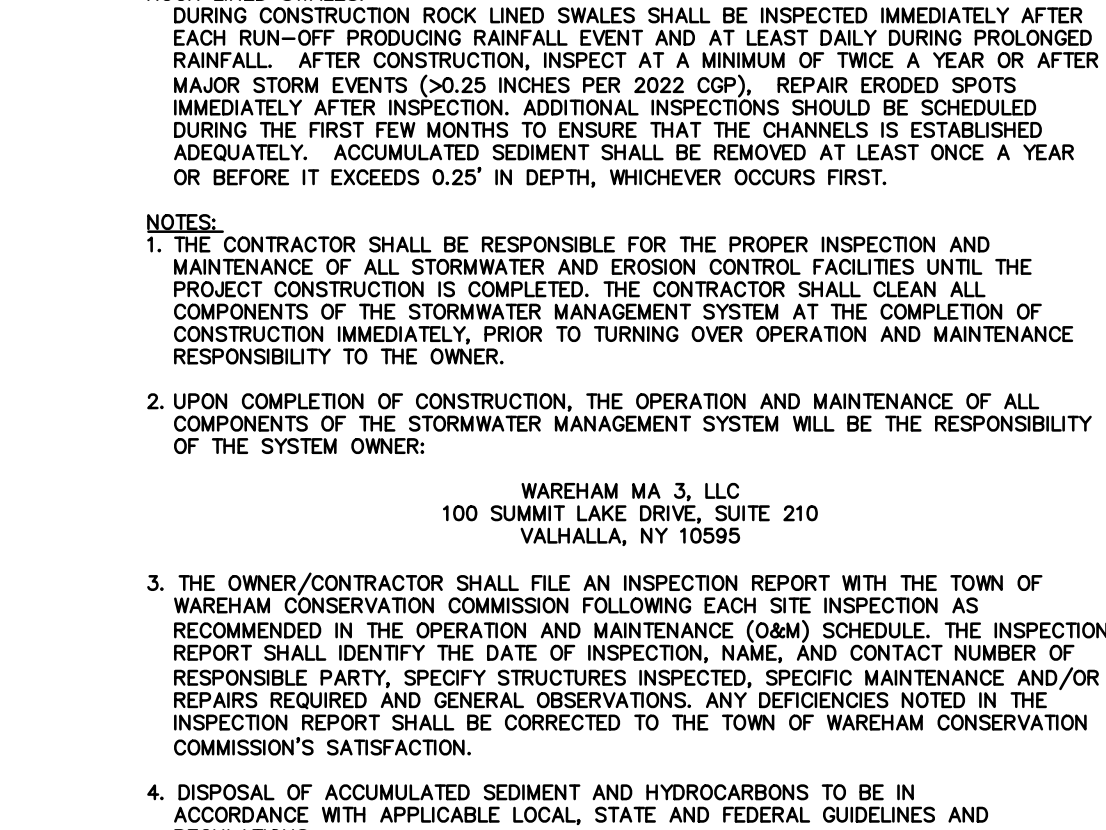 DURING CONSTRUCTION ROCK LINED SWALES SHALL BE INSPECTED IMMEDIATELY AFTER
EACH RUN-OFF PRODUCING RAINFALL EVENT AND AT LEAST DAILY DURING PROLONGED
RAINFALL. AFTER CONSTRUCTION, INSPECT AT A MINIMUM OF TWICE A YEAR OR AFTER
MAJOR STORM EVENTS (>0.25 INCHES PER 2022 CGP), REPAIR ERODED SPOTS
IMMEDIATELY AFTER INSPECTION. ADDITIONAL INSPECTIONS SHOULD BE SCHEDULED
DURING THE FIRST FEW MONTHS TO ENSURE THAT THE CHANNELS IS ESTABLISHED
ADEQUATELY. ACCUMULATED SEDIMENT SHALL BE REMOVED AT LEAST ONCE A YEAR
OR BEFORE IT EXCEEDS 0.25' IN DEPTH, WHICHEVER OCCURS FIRST.
NOTES:
1. THE CONTRACTOR SHALL BE RESPONSIBLE FOR THE PROPER INSPECTION AND
MAINTENANCE OF ALL STORMWATER AND EROSION CONTROL FACILITIES UNTIL THE
PROJECT CONSTRUCTION IS COMPLETED. THE CONTRACTOR SHALL CLEAN ALL
COMPONENTS OF THE STORMWATER MANAGEMENT SYSTEM AT THE COMPLETION OF
CONSTRUCTION IMMEDIATELY, PRIOR TO TURNING OVER OPERATION AND MAINTENANCE
RESPONSIBILITY TO THE OWNER.
2. UPON COMPLETION OF CONSTRUCTION, THE OPERATION AND MAINTENANCE OF ALL
COMPONENTS OF THE STORMWATER MANAGEMENT SYSTEM WILL BE THE RESPONSIBILITY
OF THE SYSTEM OWNER:
WAREHAM MA 3, LLC
100 SUMMIT LAKE DRIVE, SUITE 210
VALHALLA, NY 10595
3. THE OWNER/CONTRACTOR SHALL FILE AN INSPECTION REPORT WITH THE TOWN OF
WAREHAM CONSERVATION COMMISSION FOLLOWING EACH SITE INSPECTION AS
RECOMMENDED IN THE OPERATION AND MAINTENANCE (O&M) SCHEDULE. THE INSPECTION
REPORT SHALL IDENTIFY THE DATE OF INSPECTION, NAME, AND CONTACT NUMBER OF
RESPONSIBLE PARTY, SPECIFY STRUCTURES INSPECTED, SPECIFIC MAINTENANCE AND/OR
REPAIRS REQUIRED AND GENERAL OBSERVATIONS. ANY DEFICIENCIES NOTED IN THE
INSPECTION REPORT SHALL BE CORRECTED TO THE TOWN OF WAREHAM CONSERVATION
COMMISSION'S SATISFACTION.
4. DISPOSAL OF ACCUMULATED SEDIMENT AND HYDROCARBONS TO BE IN
ACCORDANCE WITH APPLICABLE LOCAL, STATE AND FEDERAL GUIDELINES AND